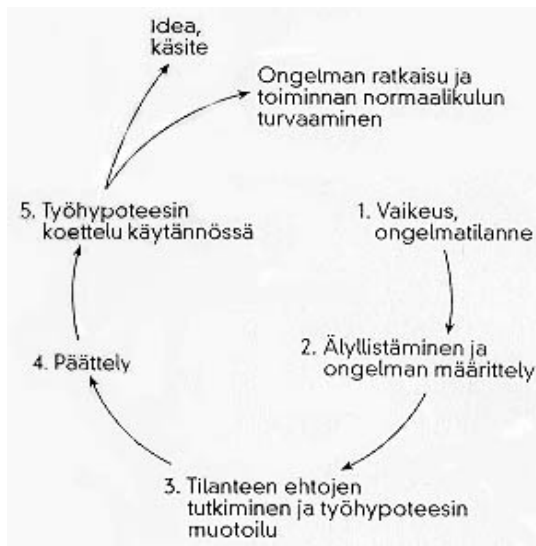 Idea,
käsite
Ongelman ratkaisu ja
toiminnan normaalikulun
turvaaminen
5. Työhypoteesin
koettelu käytännössä
1. Vaikeus,
ongelmatilanne
4. Päättely
2. Älyllistäminen ja
ongelman määrittely
3. Tilanteen ehtojen
tutkiminen ja työhypoteesin
muotoilu